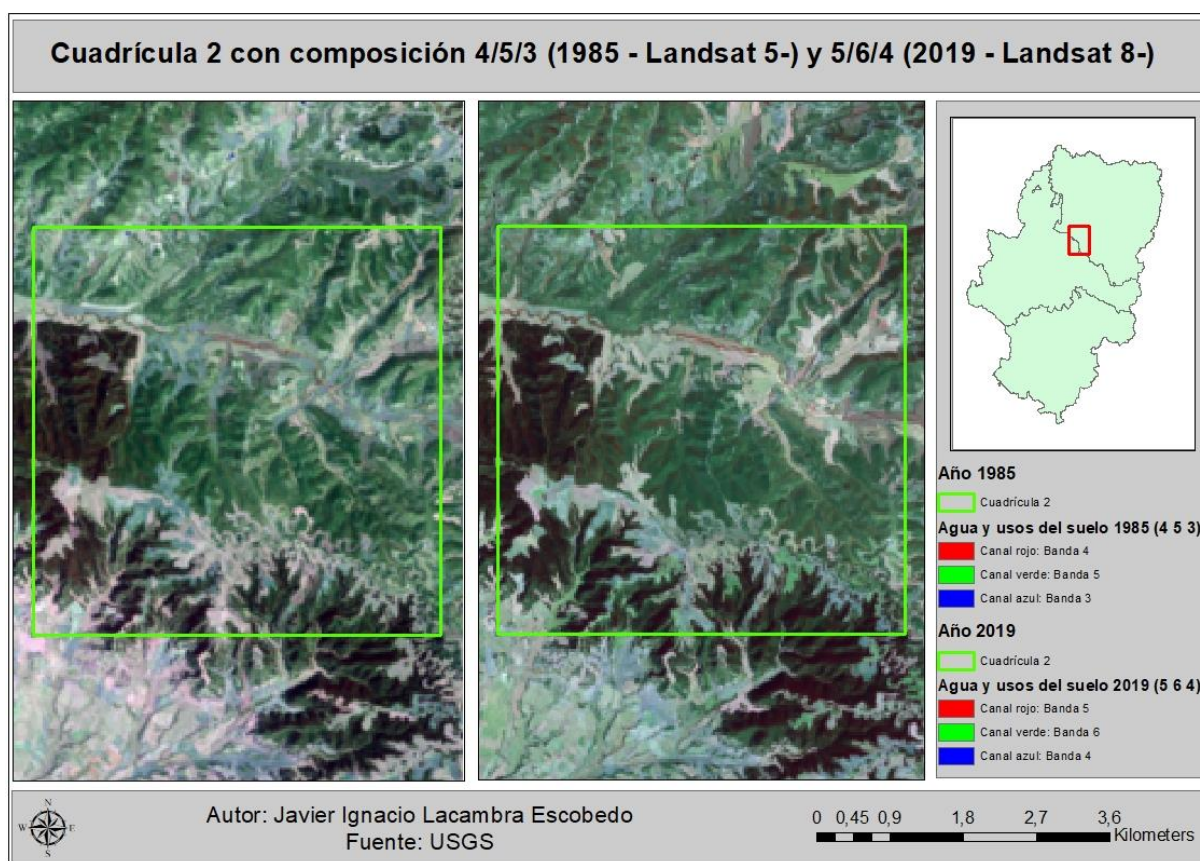 Cuadrícula 2 con composición 4/5/3 (1985 - Landsat 5-) y 5/6/4 (2019 - Landsat 8-)
Año 1985
Cuadrícula 2
Agua y usos del suelo 1985 (4 5 3)
Canal rojo: Banda 4
Canal verde: Banda 5
Canal azul: Banda 3
Año 2019
Cuadrícula 2
Agua y usos del suelo 2019 (5 6 4)
Canal rojo: Banda 5
Canal verde: Banda 6
Canal azul: Banda 4
N
W E
S
Autor: Javier Ignacio Lacambra Escobedo
Fuente: USGS
0 0,45 0,9 1,8 2,7 3,6
Kilometers